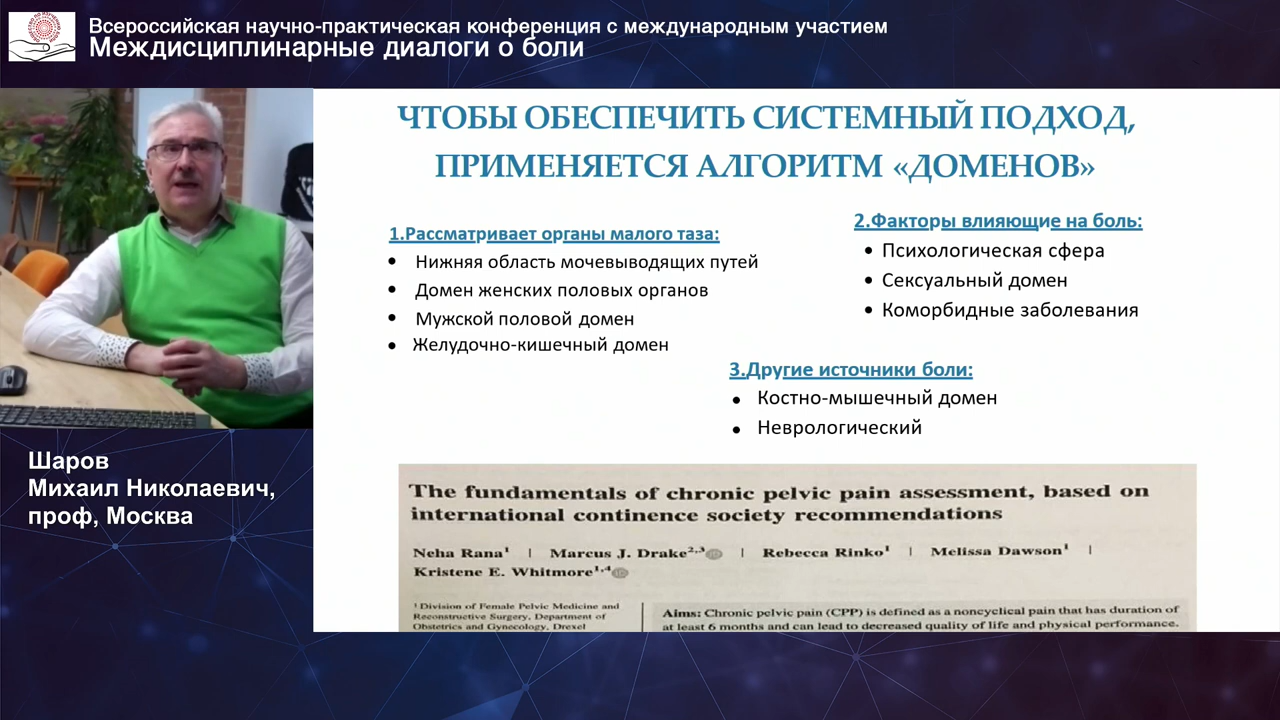 Всероссийская научно-практическая конференция с международным участием
Междисциплинарные диалоги о боли
ЧТОБЫ ОБЕСПЕЧИТЬ СИСТЕМНЫЙ ПОДХОД,
ПРИМЕНЯЕТСЯ АЛГОРИТМ «ДОМЕНОВ»
1.Рассматривает органы малого таза:
• Нижняя область мочевыводящих путей
• Домен женских половых органов
• Мужской половой домен
• Желудочно-кишечный домен
2.Факторы влияющие на боль:
• Психологическая сфера
• Сексуальный домен
• Коморбидные заболевания
3.Другие источники боли:
• Костно-мышечный домен
• Неврологический
The fundamentals of chronic pelvic pain assessment, based on
international continence society recommendations
Neha Rana¹ | Marcus J. Drake²,³ | Rebecca Rinko¹ | Melissa Dawson¹ |
Kristene E. Whitmore¹,⁴
¹ Division of Female Pelvic Medicine and
Reconstructive Surgery, Department of
Obstetrics and Gynecology, Drexel
Aims: Chronic pelvic pain (CPP) is defined as a noncyclical pain that has duration of
at least 6 months and can lead to decreased quality of life and physical performance.
Шаров
Михаил Николаевич,
проф, Москва